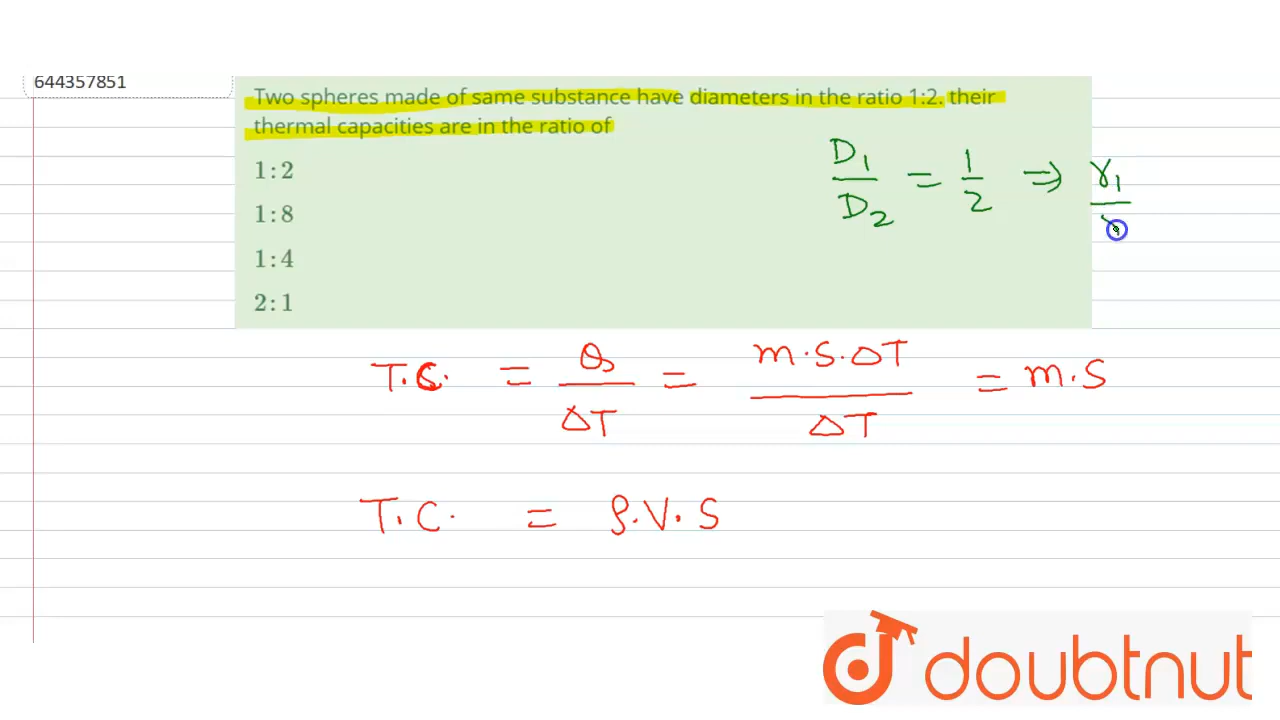 644357851
Two spheres made of same substance have diameters in the ratio 1:2. their
thermal capacities are in the ratio of
1 : 2
1 : 8
1 : 4
2 : 1
D₁/D₂ = 1/2 ⇒ r₁/
T.C. = Q/ΔT = m.S.ΔT/ΔT = m.S
T.C. = ρ.V.S
doubtnut